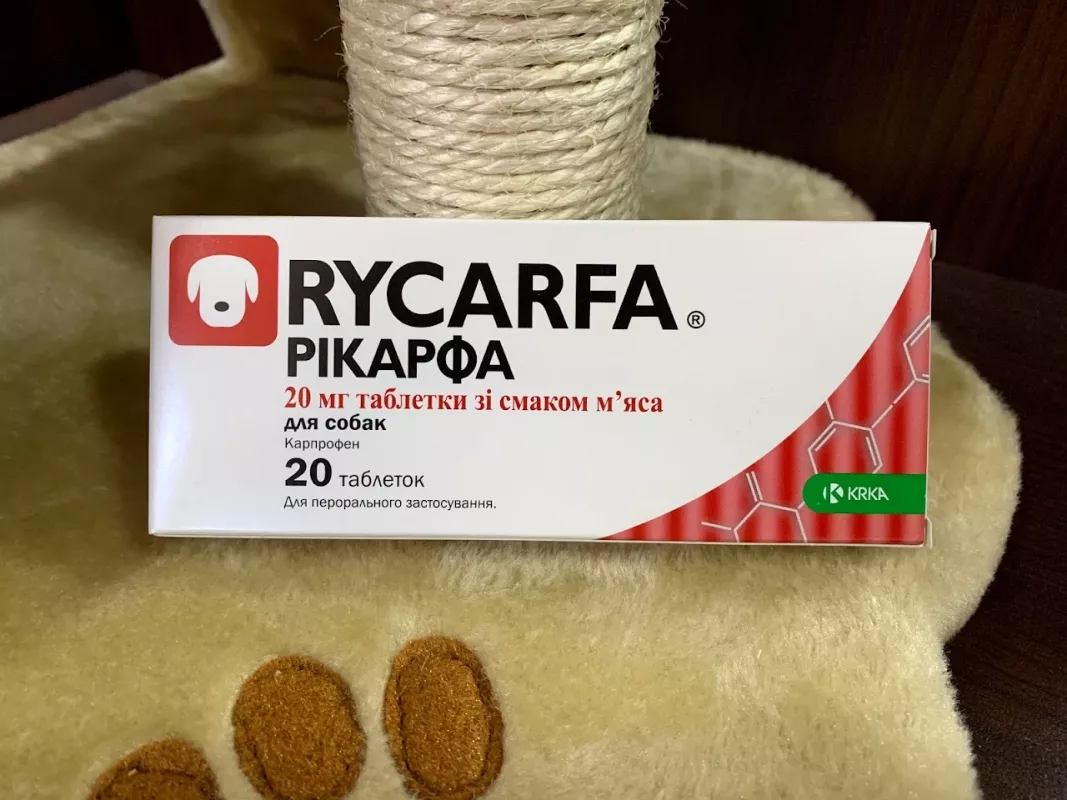 RYCARFA®
РІКАРФА
20 мг таблетки зі смаком м’яса
для собак
Карпрофен
20 таблеток
Для перорального застосування.
KRKA